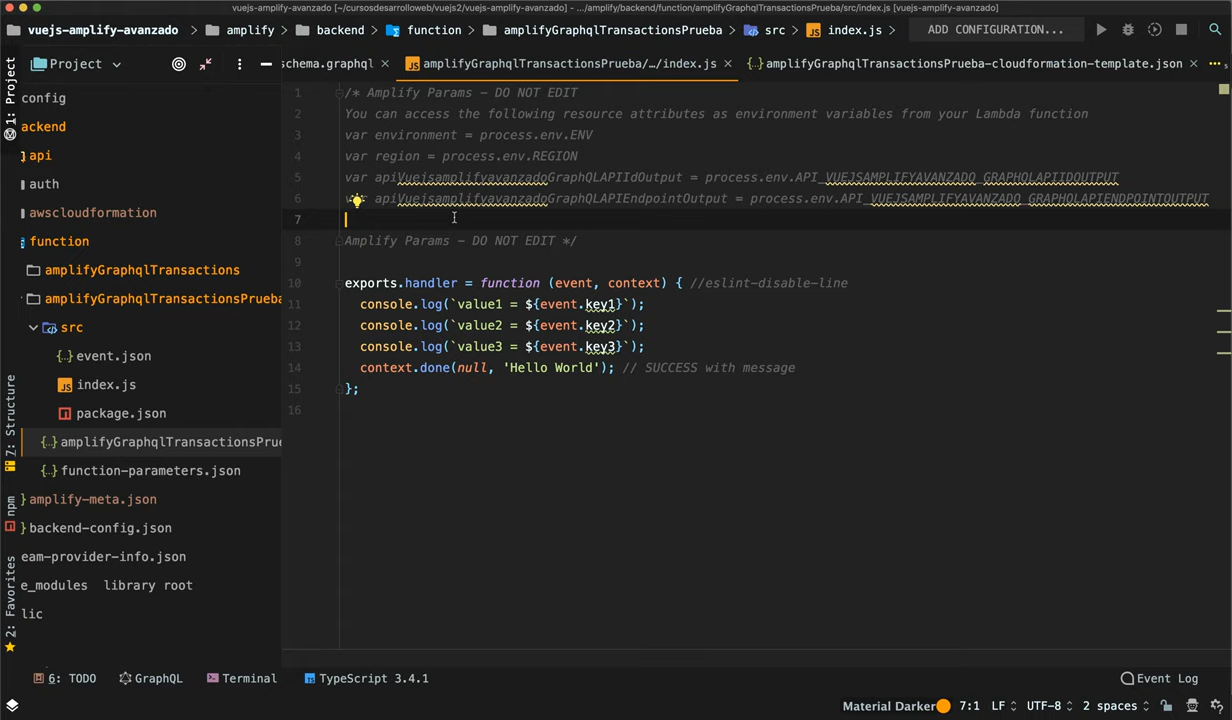 vuejs-amplify-avanzado [~/cursosdesarrolloweb/vuejs2/vuejs-amplify-avanzado] – .../amplify/backend/function/amplifyGraphqlTransactionsPrueba/src/index.js [vuejs-amplify-avanzado]
vuejs-amplify-avanzado amplify backend function amplifyGraphqlTransactionsPrueba src index.js ADD CONFIGURATION...
Project schema.graphql amplifyGraphqlTransactionsPrueba/…/index.js amplifyGraphqlTransactionsPrueba-cloudformation-template.json
1: Project
config
backend
api
auth
awscloudformation
function
amplifyGraphqlTransactions
amplifyGraphqlTransactionsPrueba
src
event.json
index.js
package.json
amplifyGraphqlTransactionsPrue
function-parameters.json
amplify-meta.json
backend-config.json
eam-provider-info.json
e_modules library root
lic
7: Structure
npm
2: Favorites
1 /* Amplify Params - DO NOT EDIT
2 You can access the following resource attributes as environment variables from your Lambda function
3 var environment = process.env.ENV
4 var region = process.env.REGION
5 var apiVuejsamplifyavanzadoGraphQLAPIIdOutput = process.env.API_VUEJSAMPLIFYAVANZADO_GRAPHQLAPIIDOUTPUT
6 var apiVuejsamplifyavanzadoGraphQLAPIEndpointOutput = process.env.API_VUEJSAMPLIFYAVANZADO_GRAPHQLAPIENDPOINTOUTPUT
7
8 Amplify Params - DO NOT EDIT */
9
10 exports.handler = function (event, context) { //eslint-disable-line
11 console.log(`value1 = ${event.key1}`);
12 console.log(`value2 = ${event.key2}`);
13 console.log(`value3 = ${event.key3}`);
14 context.done(null, 'Hello World'); // SUCCESS with message
15 };
16
6: TODO GraphQL Terminal TypeScript 3.4.1 Event Log
Material Darker 7:1 LF UTF-8 2 spaces